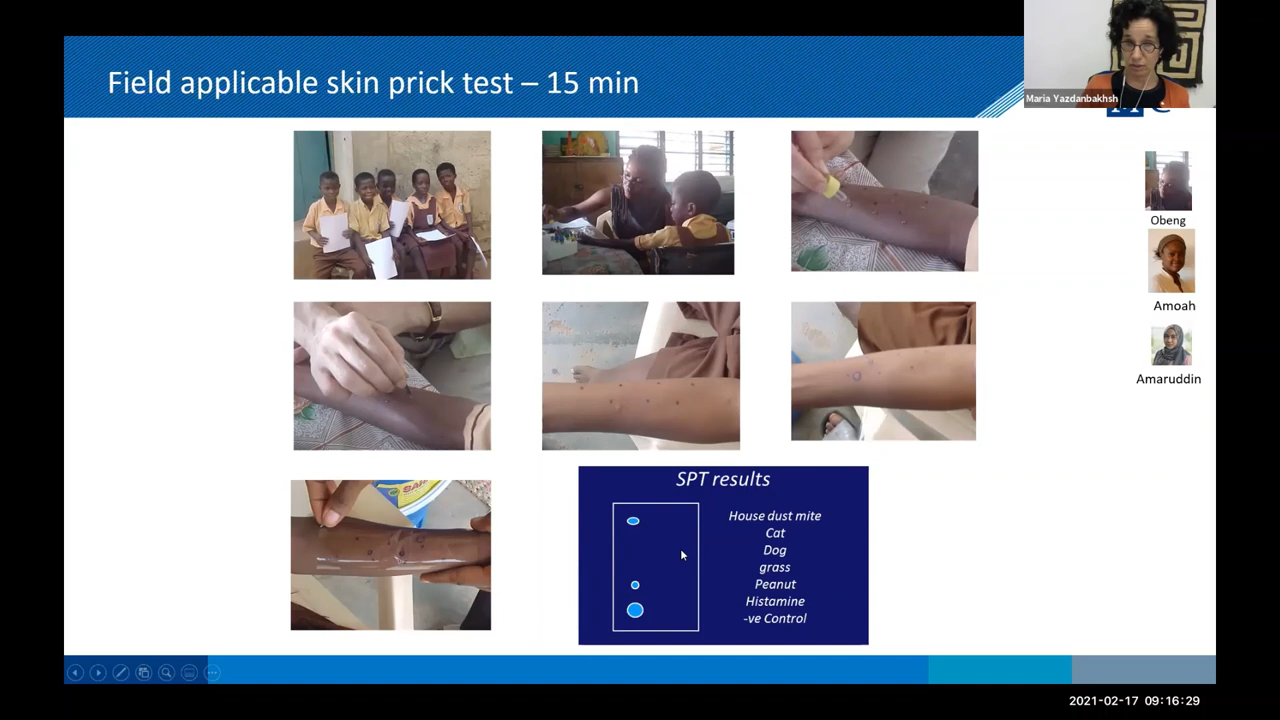 Field applicable skin prick test – 15 min
Maria Yazdanbakhsh
Obeng
Amoah
Amaruddin
SPT results
House dust mite
Cat
Dog
grass
Peanut
Histamine
-ve Control
2021-02-17 09:16:29